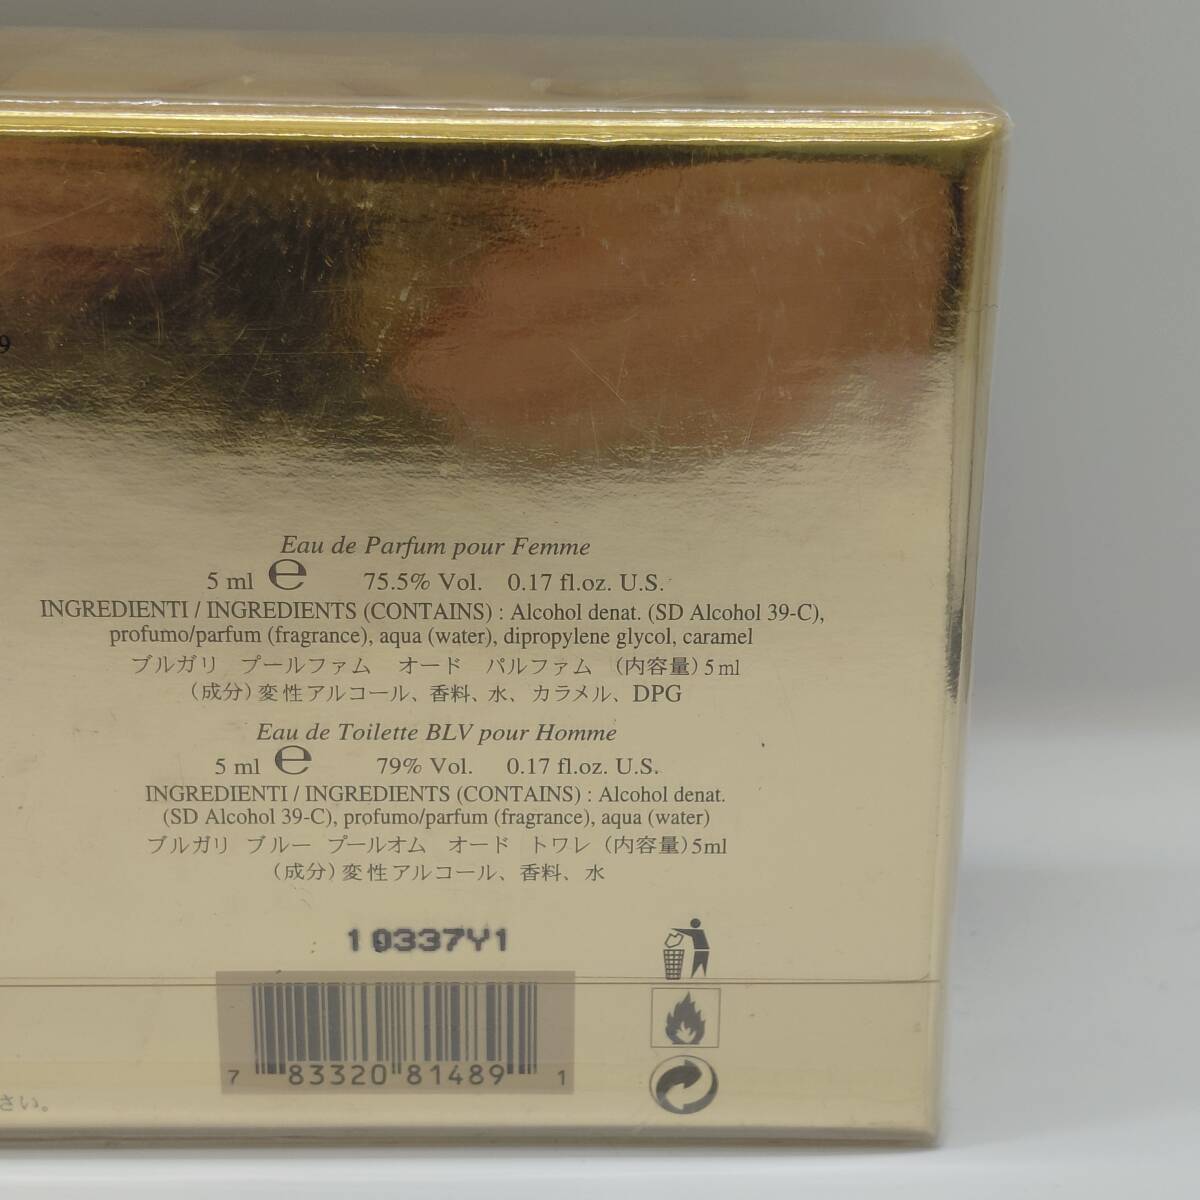 9
Eau de Parfum pour Femme
5 ml ℮ 75.5% Vol. 0.17 fl.oz. U.S.
INGREDIENTI / INGREDIENTS (CONTAINS) : Alcohol denat. (SD Alcohol 39-C),
profumo/parfum (fragrance), aqua (water), dipropylene glycol, caramel
ブルガリ プールファム オード パルファム (内容量) 5 ml
(成分) 変性アルコール、香料、水、カラメル、DPG
Eau de Toilette BLV pour Homme
5 ml ℮ 79% Vol. 0.17 fl.oz. U.S.
INGREDIENTI / INGREDIENTS (CONTAINS) : Alcohol denat.
(SD Alcohol 39-C), profumo/parfum (fragrance), aqua (water)
ブルガリ ブルー プールオム オード トワレ (内容量) 5ml
(成分) 変性アルコール、香料、水
10337Y1
7 83320 81489 1
さい。